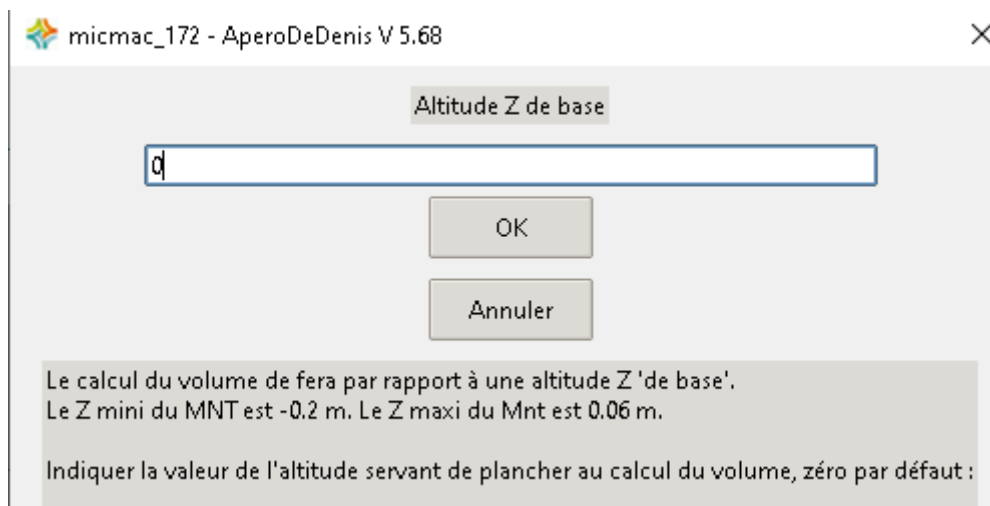 micmac_172 - AperoDeDenis V 5.68
Altitude Z de base
0
OK
Annuler
Le calcul du volume de fera par rapport à une altitude Z 'de base'.
Le Z mini du MNT est -0.2 m. Le Z maxi du Mnt est 0.06 m.
Indiquer la valeur de l'altitude servant de plancher au calcul du volume, zéro par défaut :